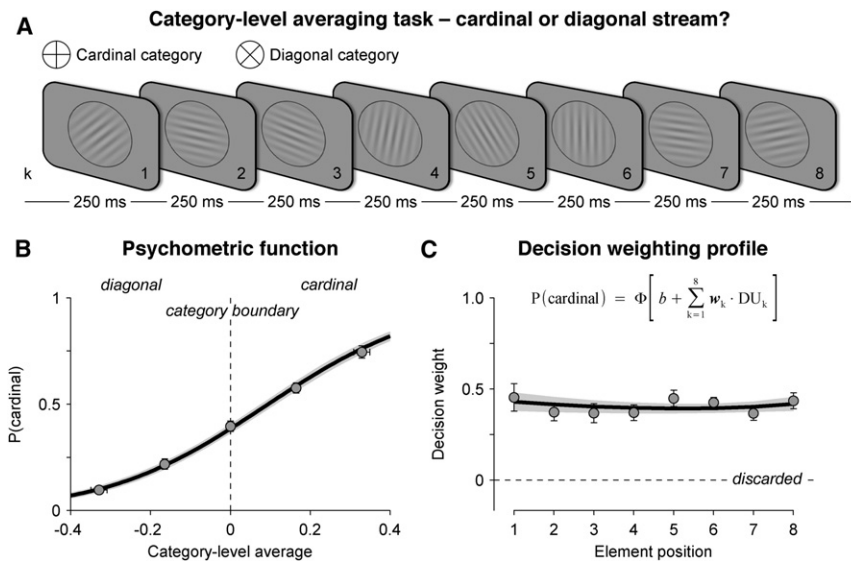 A
Category-level averaging task – cardinal or diagonal stream?
Cardinal category
Diagonal category
k
1 2 3 4 5 6 7 8
250 ms 250 ms 250 ms 250 ms 250 ms 250 ms 250 ms 250 ms
B
Psychometric function
diagonal
cardinal
category boundary
P(cardinal)
1
0.5
0
-0.4 -0.2 0 0.2 0.4
Category-level average
C
Decision weighting profile
P(cardinal) = Φ[b + ∑ₖ₌₁⁸ wₖ · DUₖ]
Decision weight
1.0
0.5
0
discarded
1 2 3 4 5 6 7 8
Element position